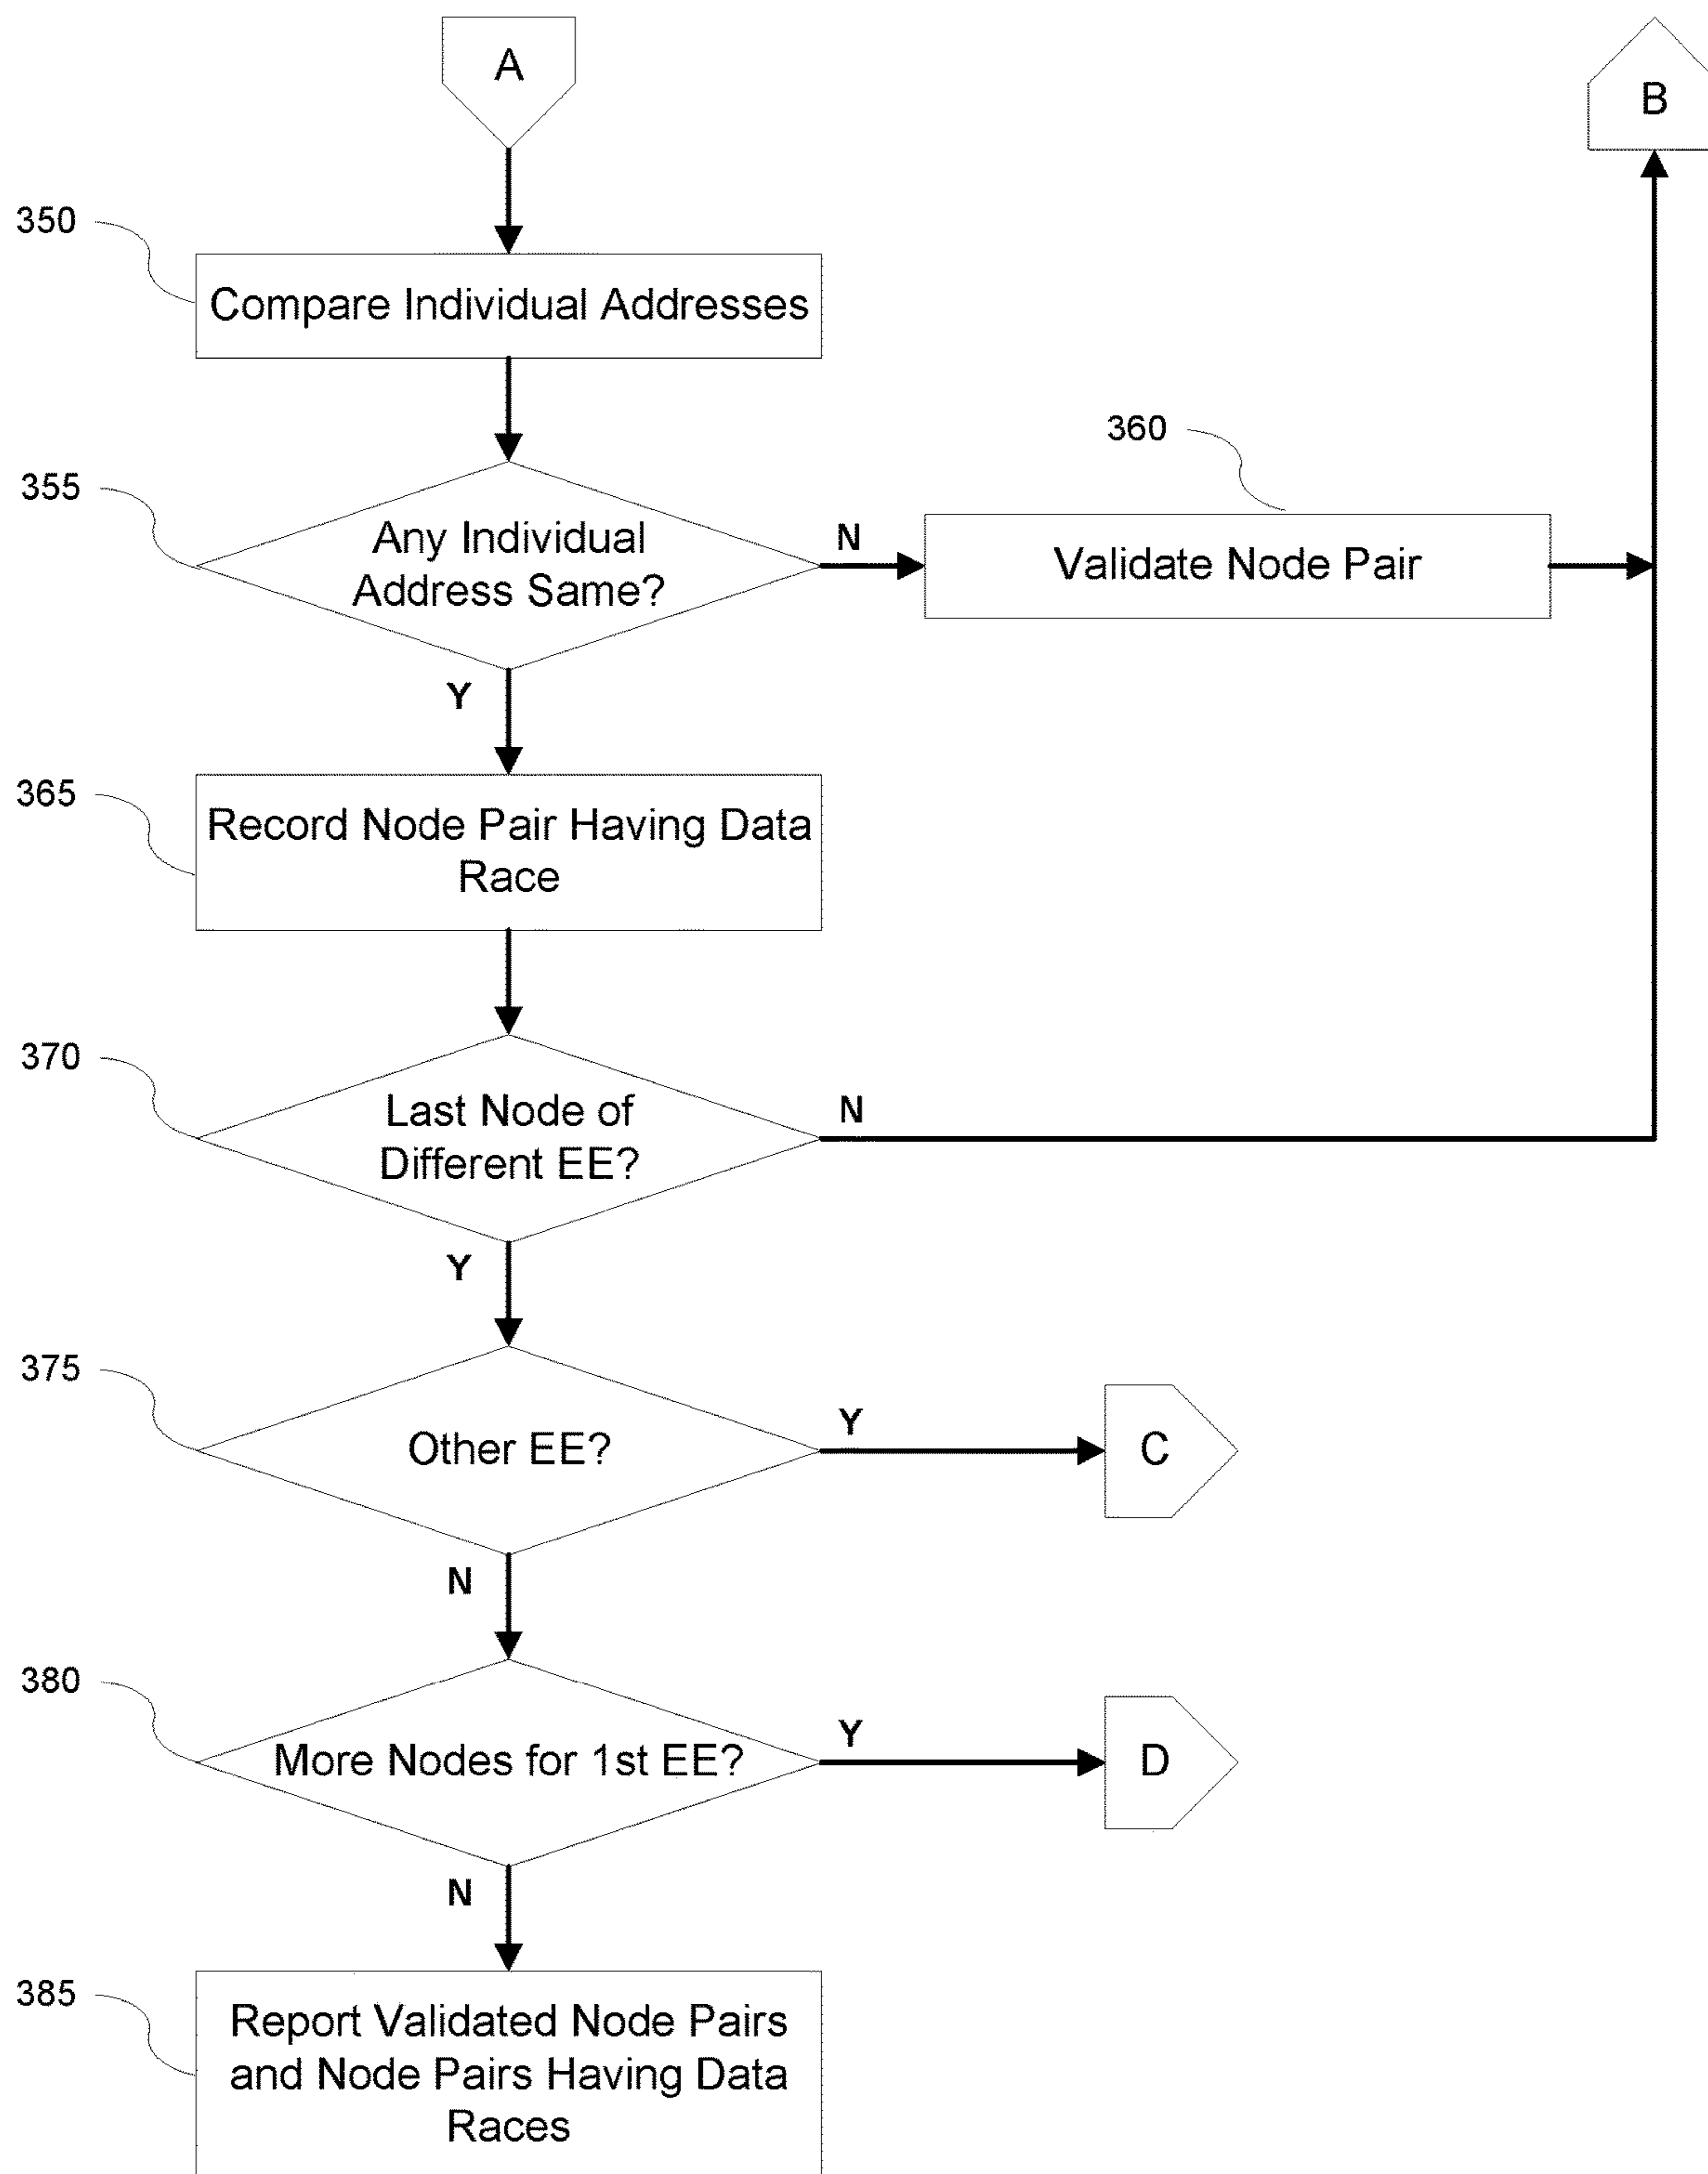 A
B
350
Compare Individual Addresses
360
355
Any Individual
Address Same?
N
Validate Node Pair
Y
365
Record Node Pair Having Data
Race
370
Last Node of
Different EE?
N
Y
375
Other EE?
Y
C
N
380
More Nodes for 1st EE?
Y
D
N
385
Report Validated Node Pairs
and Node Pairs Having Data
Races